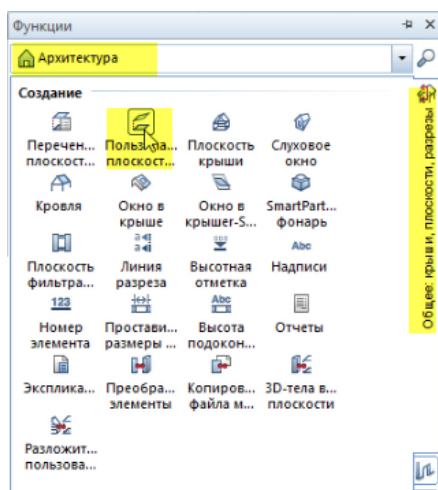 Функции
Архитектура
Создание
Перечен... Пользова... Плоскость Слуховое
плоскост... плоскост... крыши окно
Кровля Окно в Окно в SmartPart...
крыше крышеr-S... фонарь
Abc
Плоскость Линия Высотная Надписи
фильтра... разреза отметка
123 Abc
Номер Простави... Высота Отчеты
элемента размеры ... подокон...
Эксплика... Преобра... Копиров... 3D-тела в...
элементы файла м... плоскости
Разложит...
пользова...
Общее: крыши, плоскости, разрезы